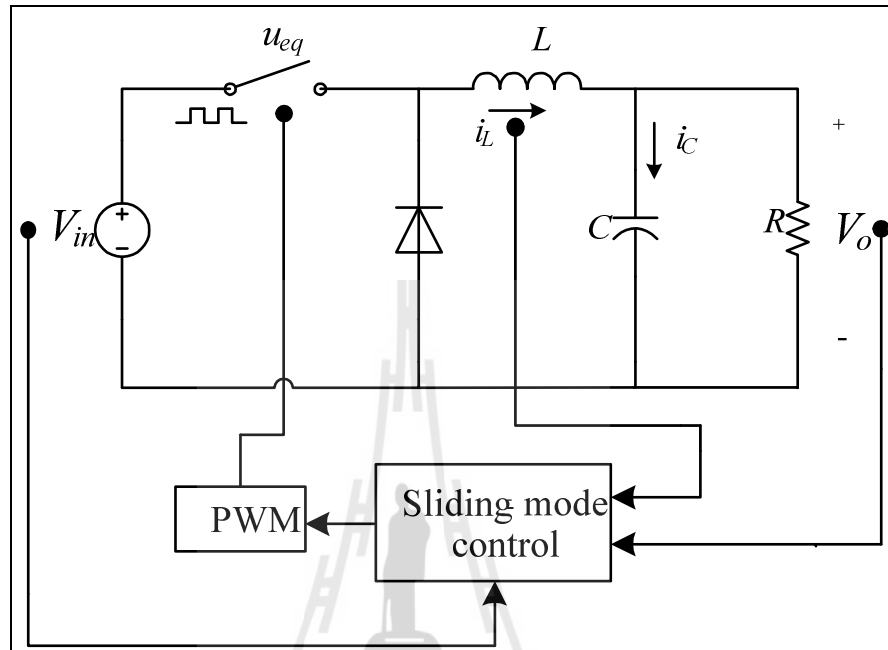 u_eq
L
i_L
i_C
+
V_in
+
−
C
R
V_o
-
PWM
Sliding mode
control